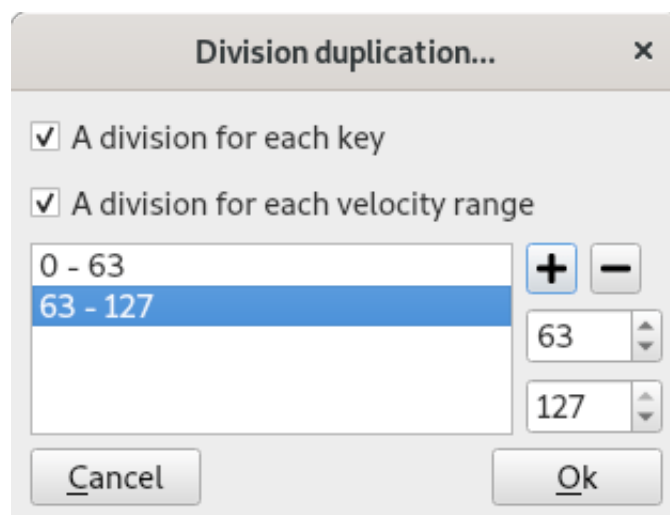 Division duplication...
A division for each key
A division for each velocity range
0 - 63
63 - 127
63
127
Cancel
Ok